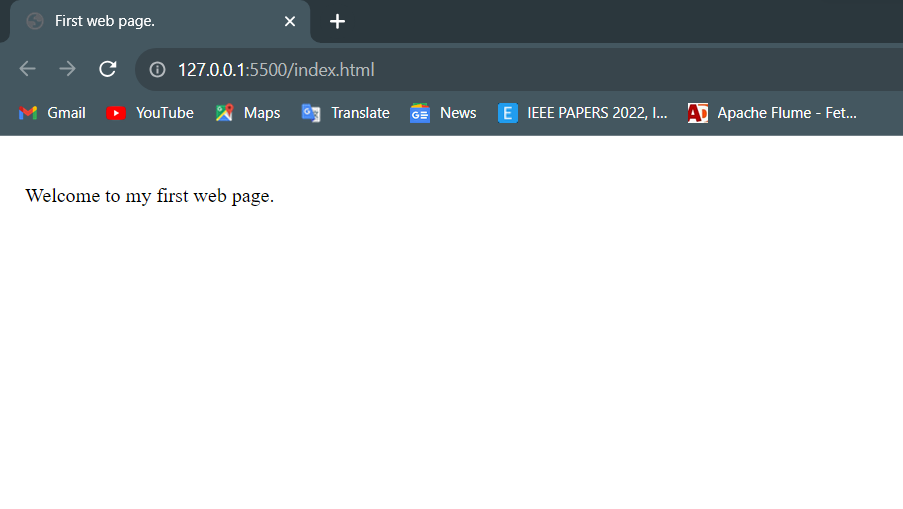 First web page.
127.0.0.1:5500/index.html
Gmail YouTube Maps Translate News IEEE PAPERS 2022, I... Apache Flume - Fet...
Welcome to my first web page.